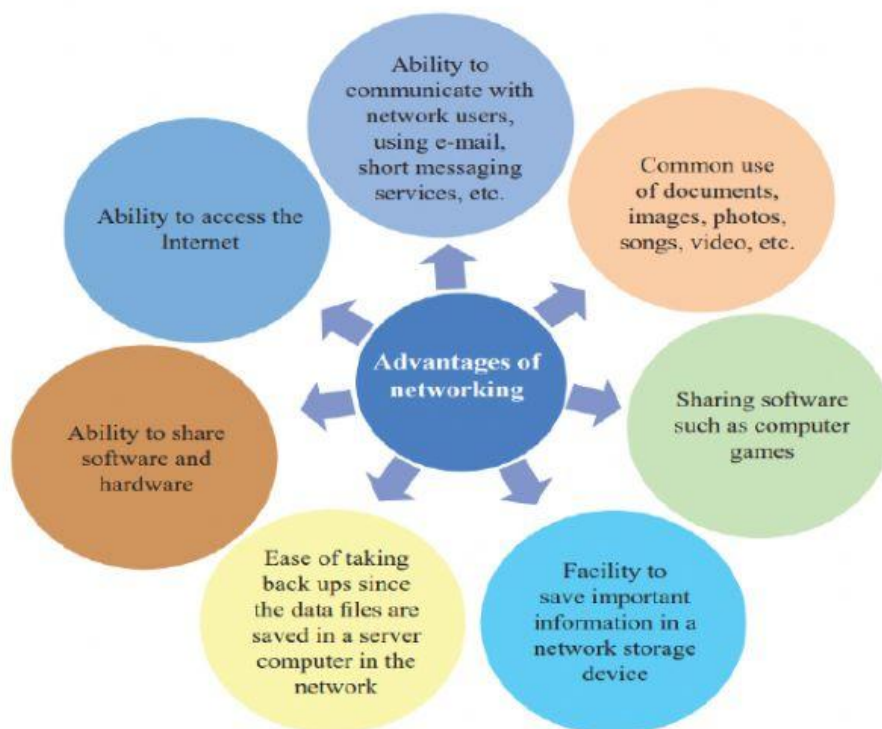 Ability to
communicate with
network users,
using e-mail,
short messaging
services, etc.
Common use
of documents,
images, photos,
songs, video, etc.
Ability to access the
Internet
Advantages of
networking
Sharing software
such as computer
games
Ability to share
software and
hardware
Ease of taking
back ups since
the data files are
saved in a server
computer in the
network
Facility to
save important
information in a
network storage
device